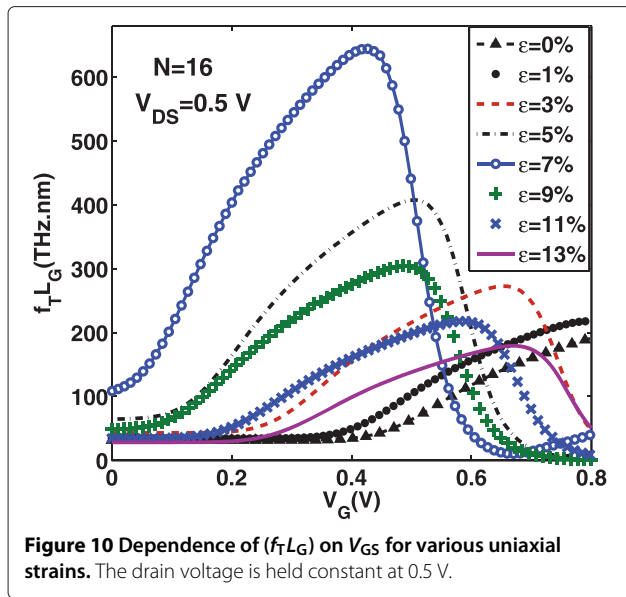 600
500
400
300
200
100
0
f_T L_G (THz.nm)
N=16
V_DS=0.5 V
ε=0%
ε=1%
ε=3%
ε=5%
ε=7%
ε=9%
ε=11%
ε=13%
0 0.2 0.4 0.6 0.8
V_G(V)
Figure 10 Dependence of (f_T L_G) on V_GS for various uniaxial
strains. The drain voltage is held constant at 0.5 V.